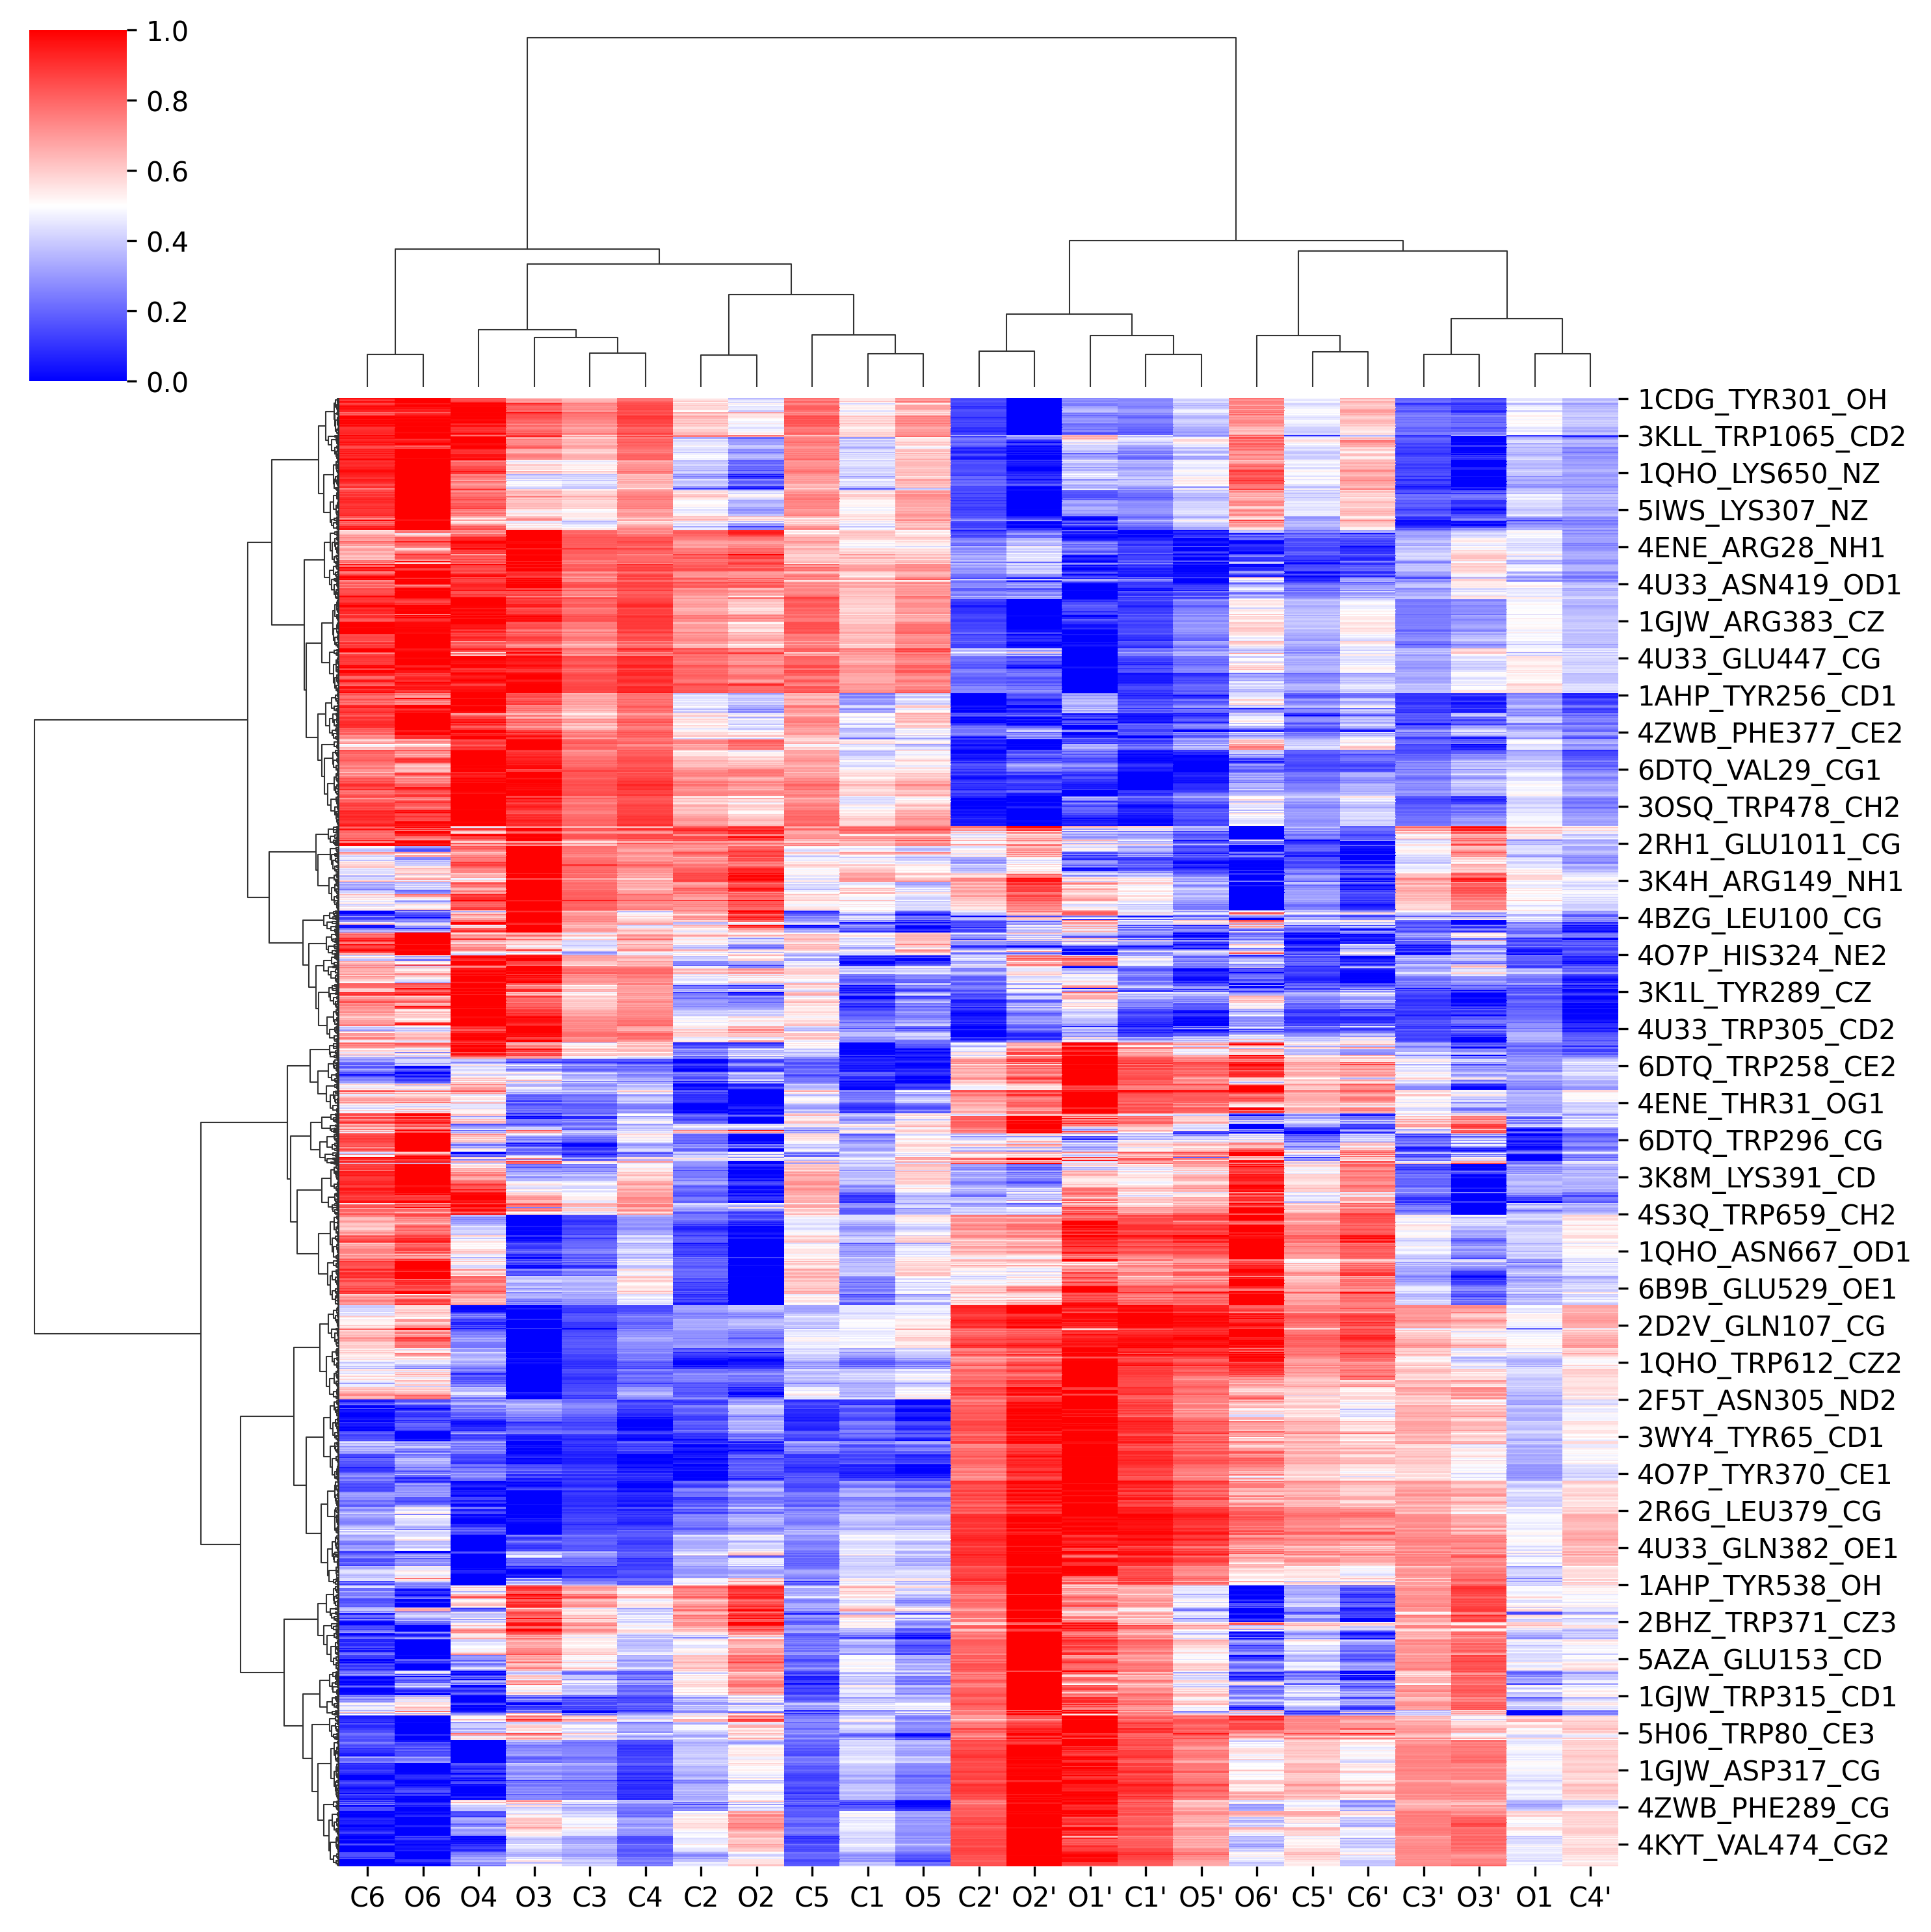 1.0
0.8
0.6
0.4
0.2
0.0
1CDG_TYR301_OH
3KLL_TRP1065_CD2
1QHO_LYS650_NZ
5IWS_LYS307_NZ
4ENE_ARG28_NH1
4U33_ASN419_OD1
1GJW_ARG383_CZ
4U33_GLU447_CG
1AHP_TYR256_CD1
4ZWB_PHE377_CE2
6DTQ_VAL29_CG1
3OSQ_TRP478_CH2
2RH1_GLU1011_CG
3K4H_ARG149_NH1
4BZG_LEU100_CG
4O7P_HIS324_NE2
3K1L_TYR289_CZ
4U33_TRP305_CD2
6DTQ_TRP258_CE2
4ENE_THR31_OG1
6DTQ_TRP296_CG
3K8M_LYS391_CD
4S3Q_TRP659_CH2
1QHO_ASN667_OD1
6B9B_GLU529_OE1
2D2V_GLN107_CG
1QHO_TRP612_CZ2
2F5T_ASN305_ND2
3WY4_TYR65_CD1
4O7P_TYR370_CE1
2R6G_LEU379_CG
4U33_GLN382_OE1
1AHP_TYR538_OH
2BHZ_TRP371_CZ3
5AZA_GLU153_CD
1GJW_TRP315_CD1
5H06_TRP80_CE3
1GJW_ASP317_CG
4ZWB_PHE289_CG
4KYT_VAL474_CG2
C6 O6 O4 O3 C3 C4 C2 O2 C5 C1 O5 C2' O2' O1' C1' O5' O6' C5' C6' C3' O3' O1 C4'